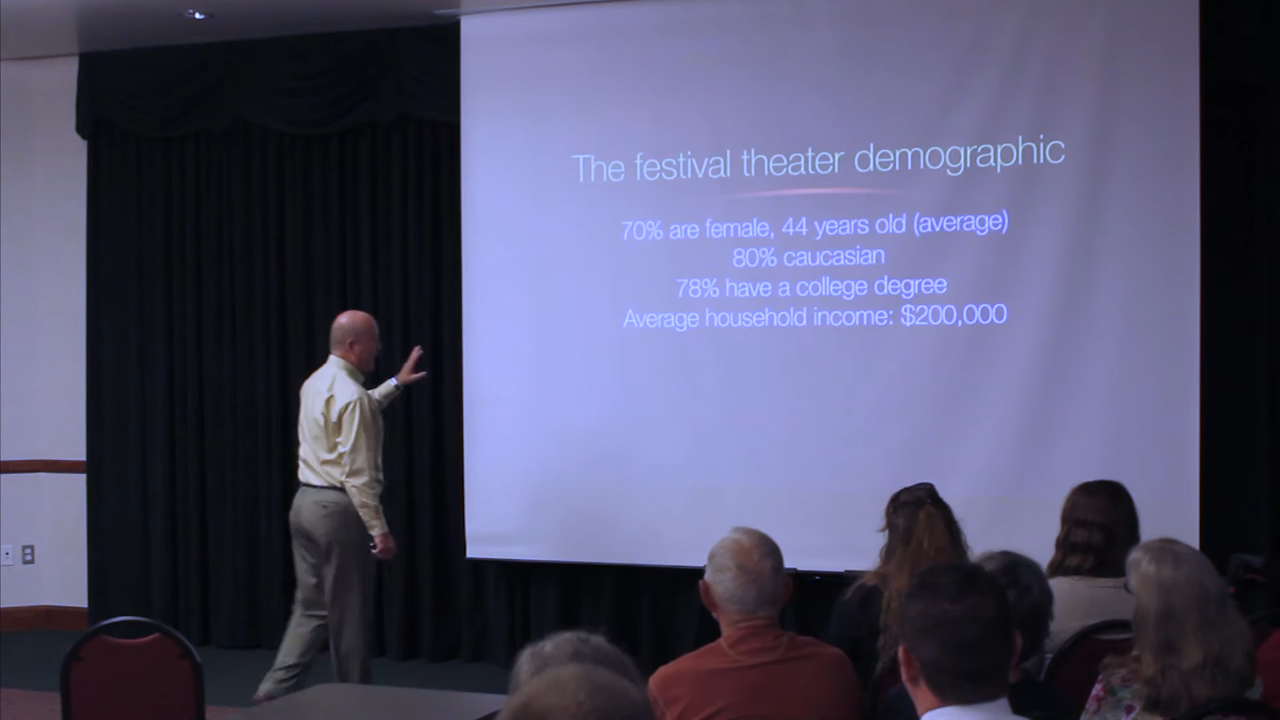 The festival theater demographic
70% are female, 44 years old (average)
80% caucasian
78% have a college degree
Average household income: $200,000